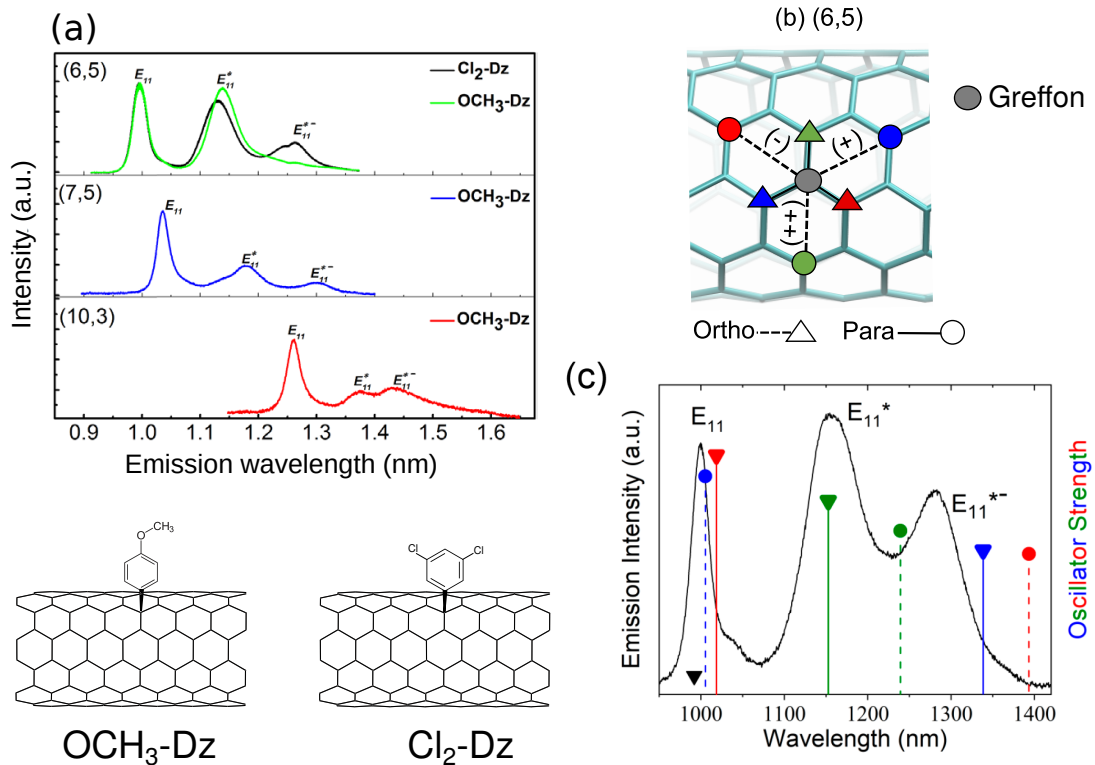 (a)
(6,5)
E₁₁
E₁₁*
E₁₁*⁻
Cl₂-Dz
OCH₃-Dz
(7,5)
E₁₁
E₁₁*
E₁₁*⁻
OCH₃-Dz
(10,3)
E₁₁
E₁₁*
E₁₁*⁻
OCH₃-Dz
Intensity (a.u.)
0.9 1.0 1.1 1.2 1.3 1.4 1.5 1.6
Emission wavelength (nm)
O
CH₃
OCH₃-Dz
Cl
Cl
Cl₂-Dz
(b) (6,5)
(-)
(+)
(++)
Greffon
Ortho
Para
(c)
E₁₁
E₁₁*
E₁₁*⁻
Emission Intensity (a.u.)
Oscillator Strength
1000 1100 1200 1300 1400
Wavelength (nm)